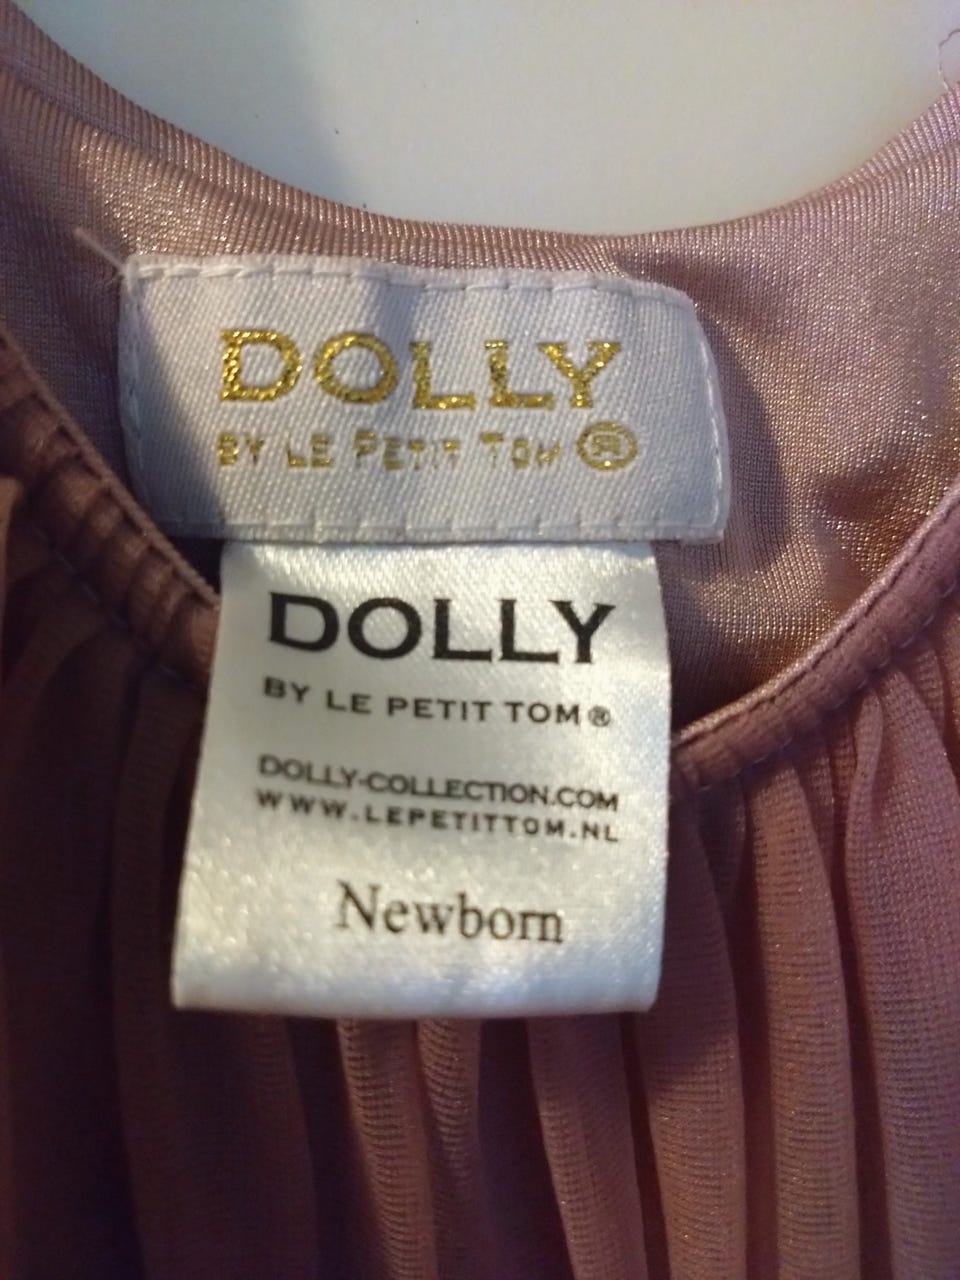 DOLLY
BY LE PETIT TOM®
DOLLY
BY LE PETIT TOM®
DOLLY-COLLECTION.COM
WWW.LEPETITTOM.NL
Newborn